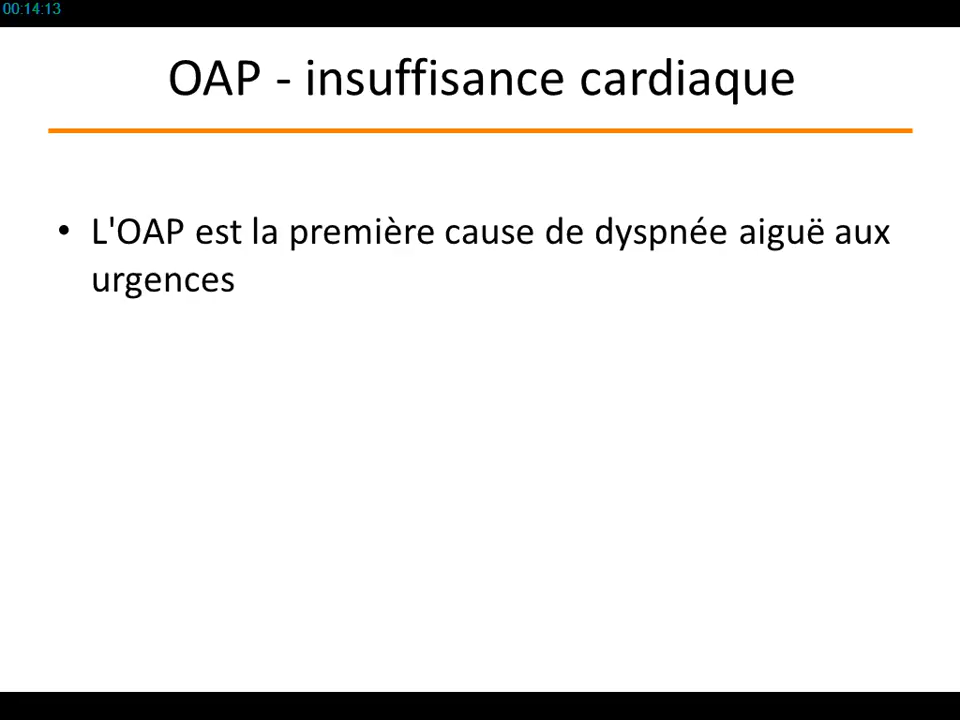 00:14:13
OAP - insuffisance cardiaque
• L'OAP est la première cause de dyspnée aiguë aux
urgences